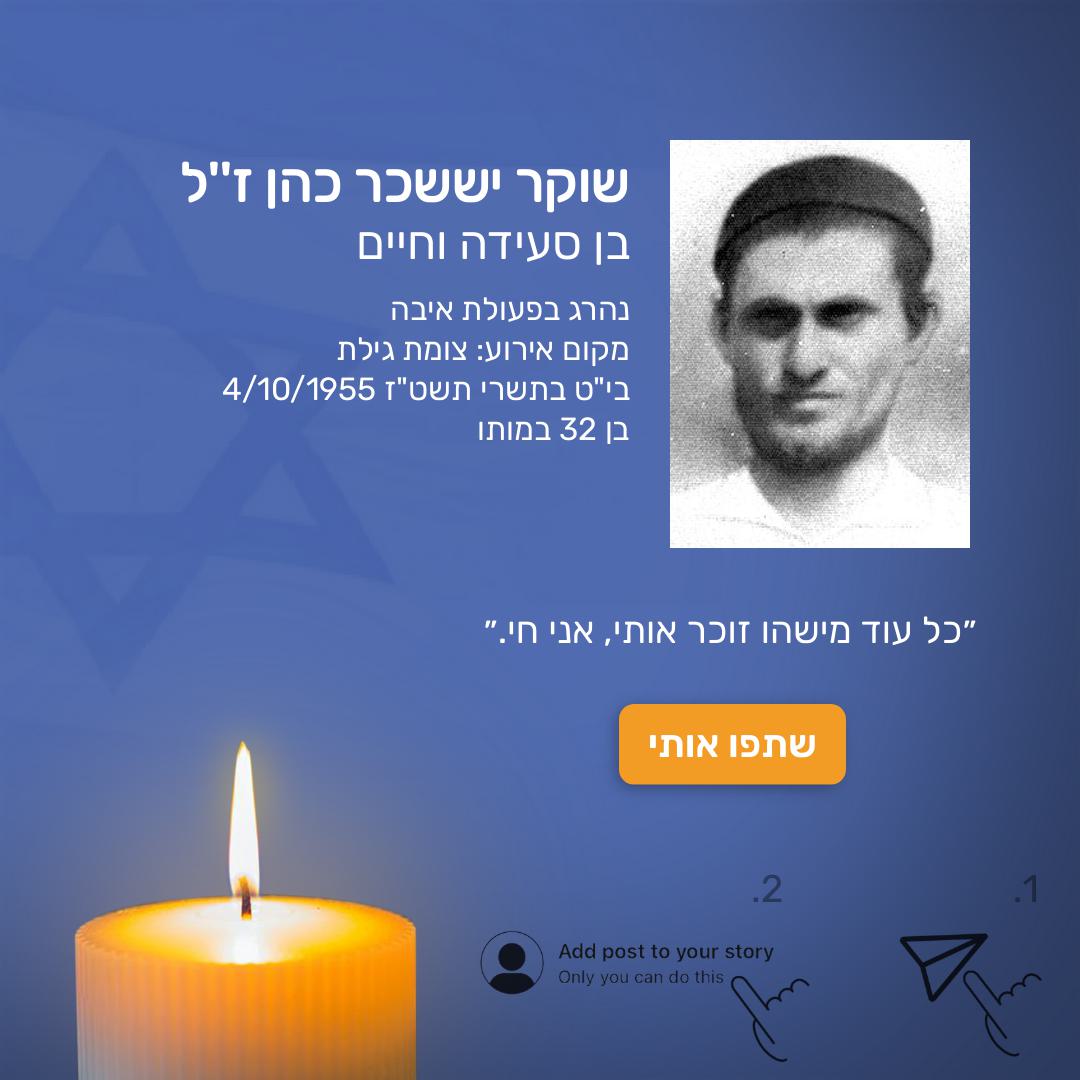 שוקר יששכר כהן ז"ל
בן סעידה וחיים
נהרג בפעולת איבה
מקום אירוע: צומת גילת
בי"ט בתשרי תשט"ז 4/10/1955
בן 32 במותו
״כל עוד מישהו זוכר אותי, אני חי.״
שתפו אותי
1.
2.
Add post to your story
Only you can do this